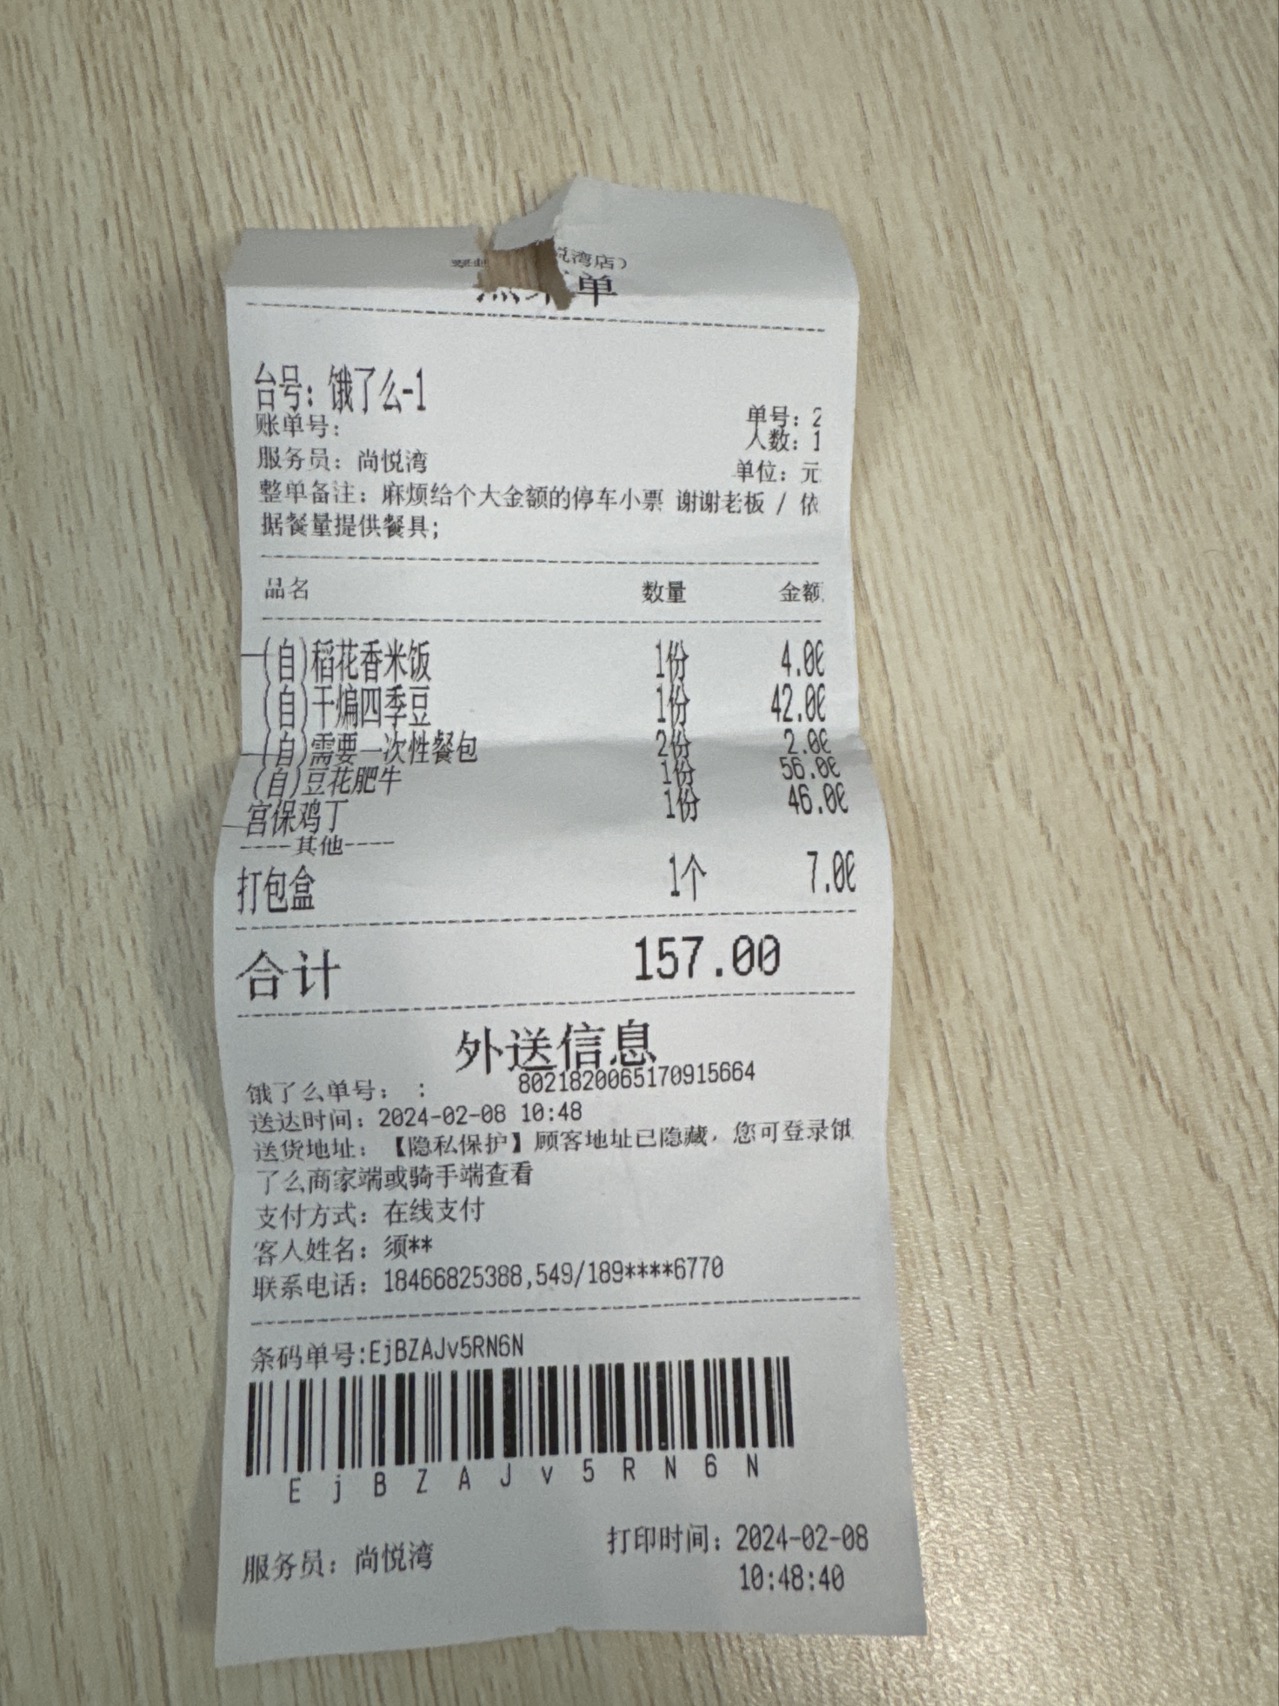 悦湾店）
单
台号：饿了么-1
账单号：
单号：2
人数：1
服务员：尚悦湾
单位：元
整单备注：麻烦给个大金额的停车小票 谢谢老板 / 依
据餐量提供餐具；
品名 数量 金额
(自)稻花香米饭 1份 4.00
(自)干煸四季豆 1份 42.00
(自)需要一次性餐包 2份 2.00
(自)豆花肥牛 1份 56.00
宫保鸡丁 1份 46.00
----其他----
打包盒 1个 7.00
合计 157.00
外送信息
饿了么单号： ： 8021820065170915664
送达时间：2024-02-08 10:48
送货地址：【隐私保护】顾客地址已隐藏，您可登录饿
了么商家端或骑手端查看
支付方式：在线支付
客人姓名：须**
联系电话：18466825388,549/189****6770
条码单号:EjBZAJv5RN6N
E j B Z A J v 5 R N 6 N
服务员：尚悦湾
打印时间：2024-02-08
10:48:40